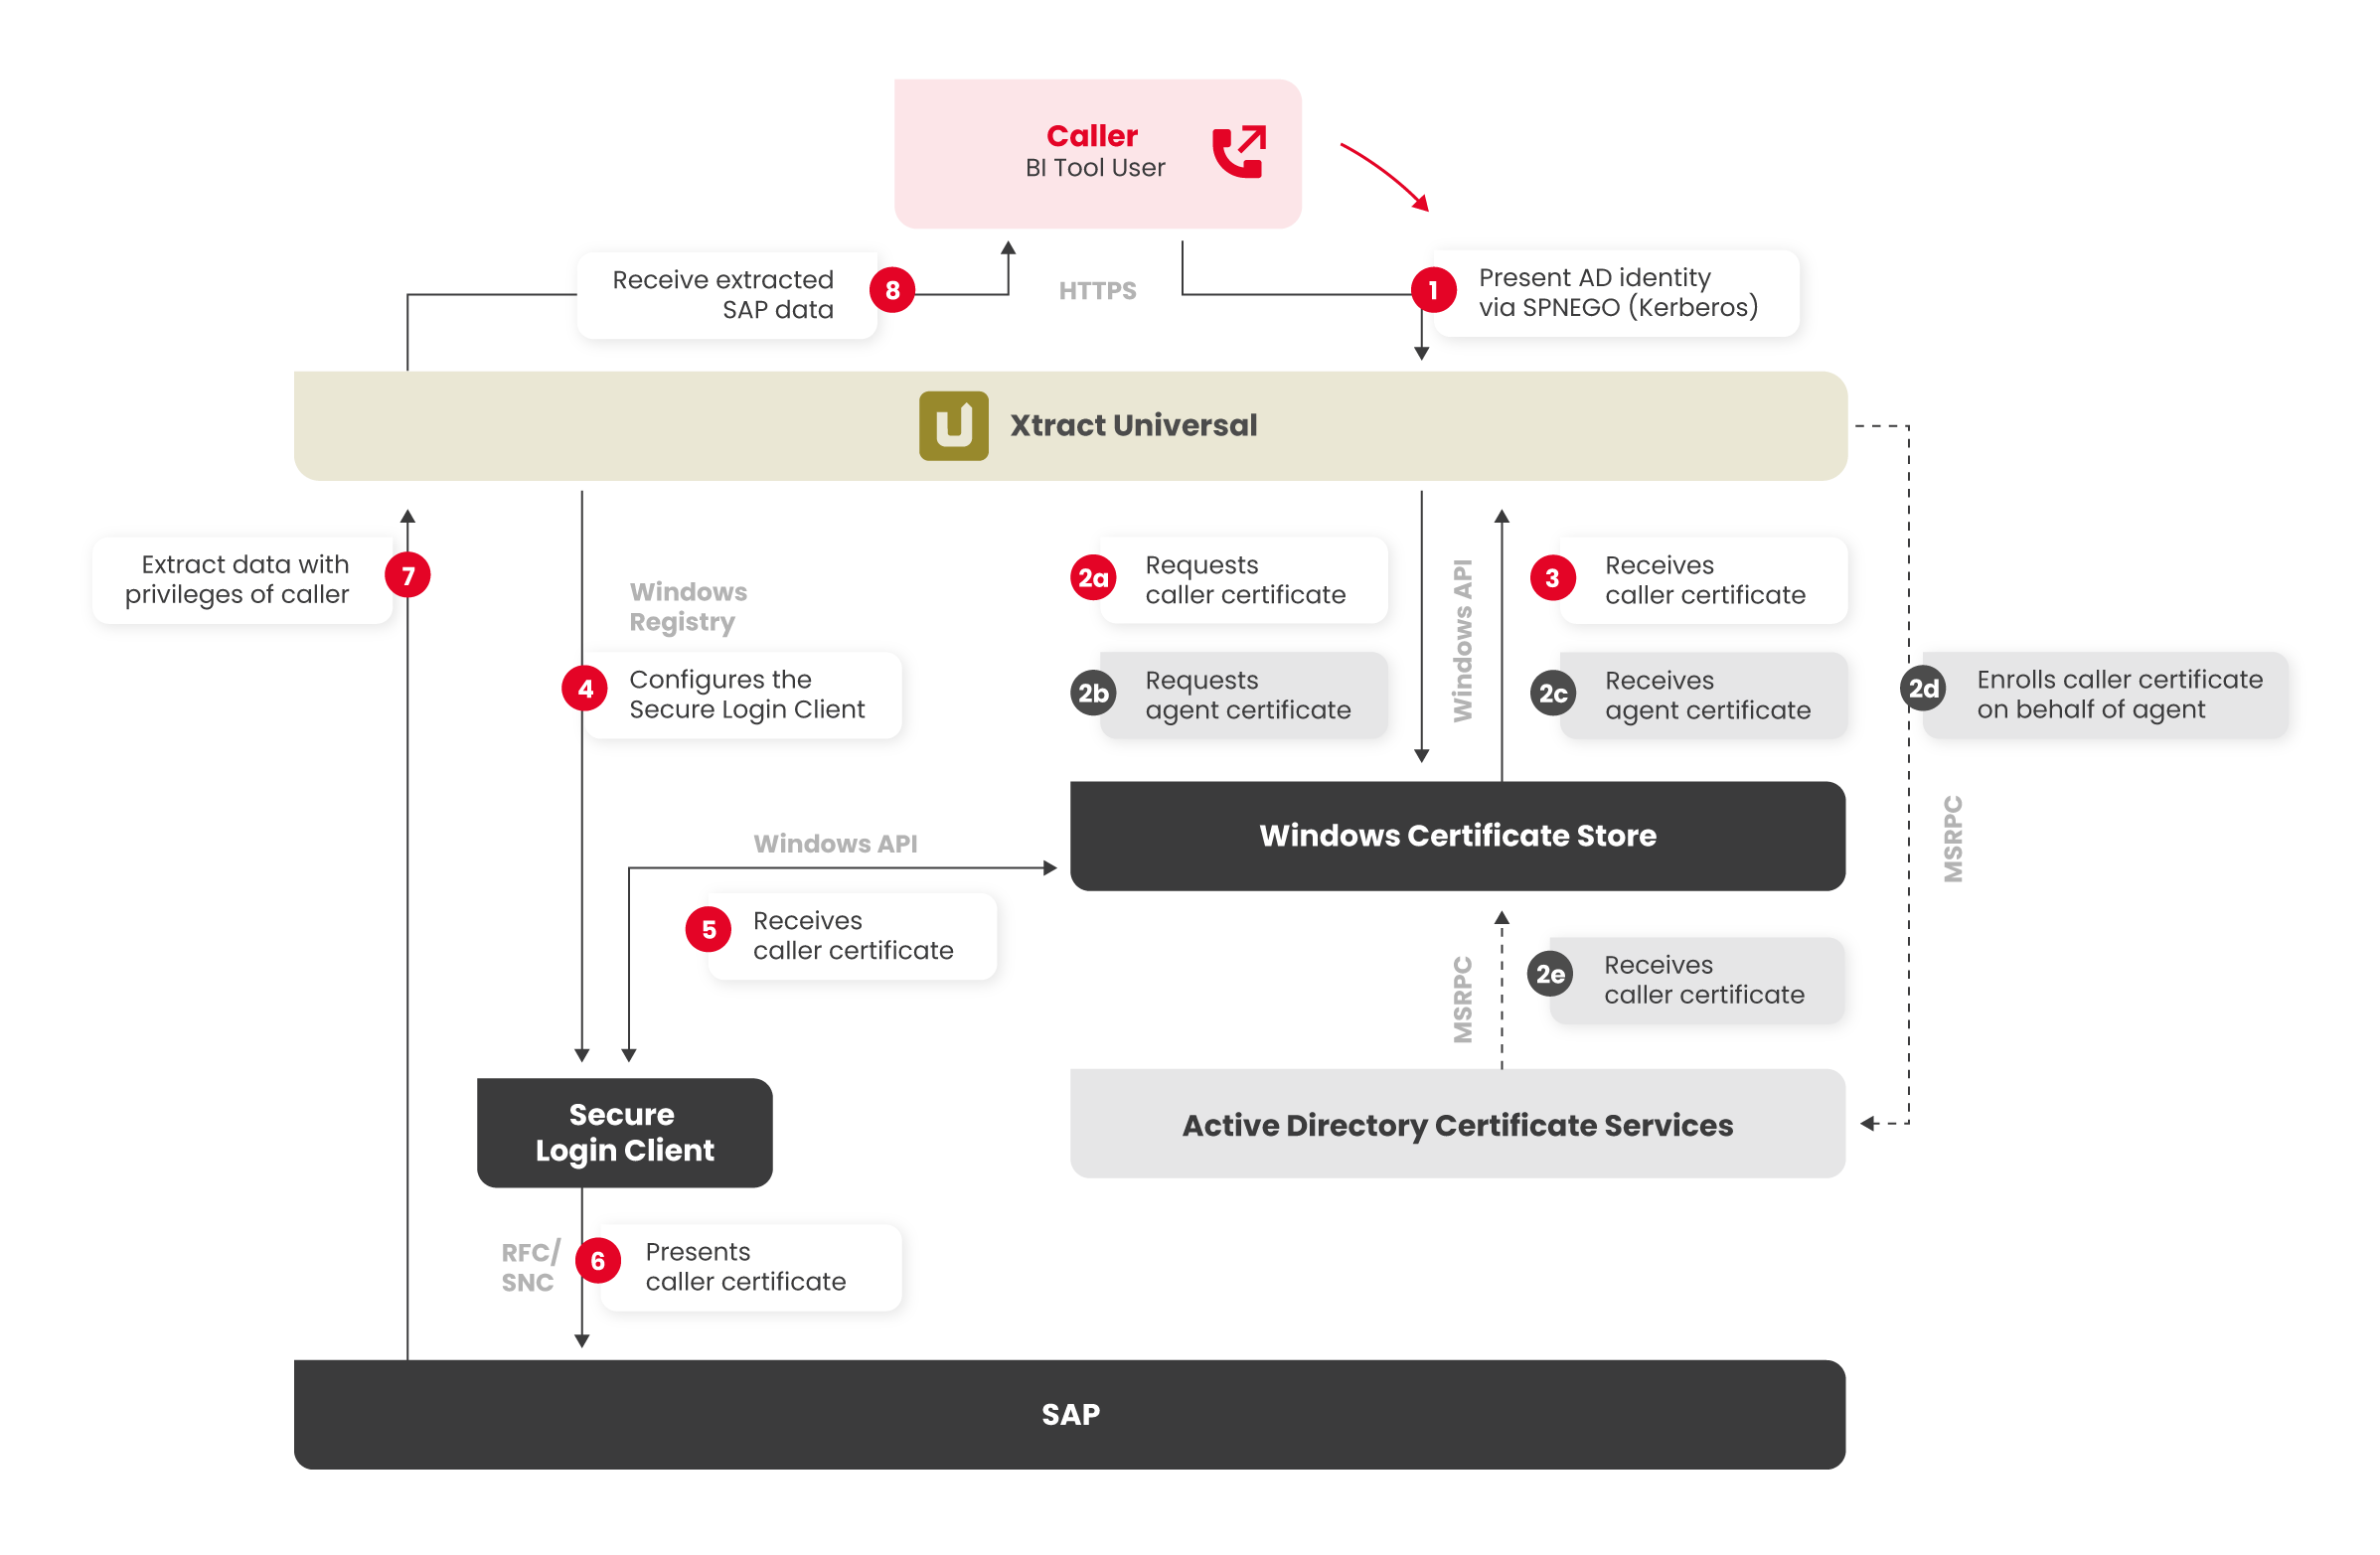 Caller
BI Tool User
Receive extracted
SAP data
8
HTTPS
1
Present AD identity
via SPNEGO (Kerberos)
Xtract Universal
Extract data with
privileges of caller
7
Windows
Registry
4
Configures the
Secure Login Client
2a
Requests
caller certificate
2b
Requests
agent certificate
Windows API
3
Receives
caller certificate
2c
Receives
agent certificate
2d
Enrolls caller certificate
on behalf of agent
MSRPC
Windows Certificate Store
Windows API
5
Receives
caller certificate
MSRPC
2e
Receives
caller certificate
Secure
Login Client
Active Directory Certificate Services
RFC/
SNC
6
Presents
caller certificate
SAP